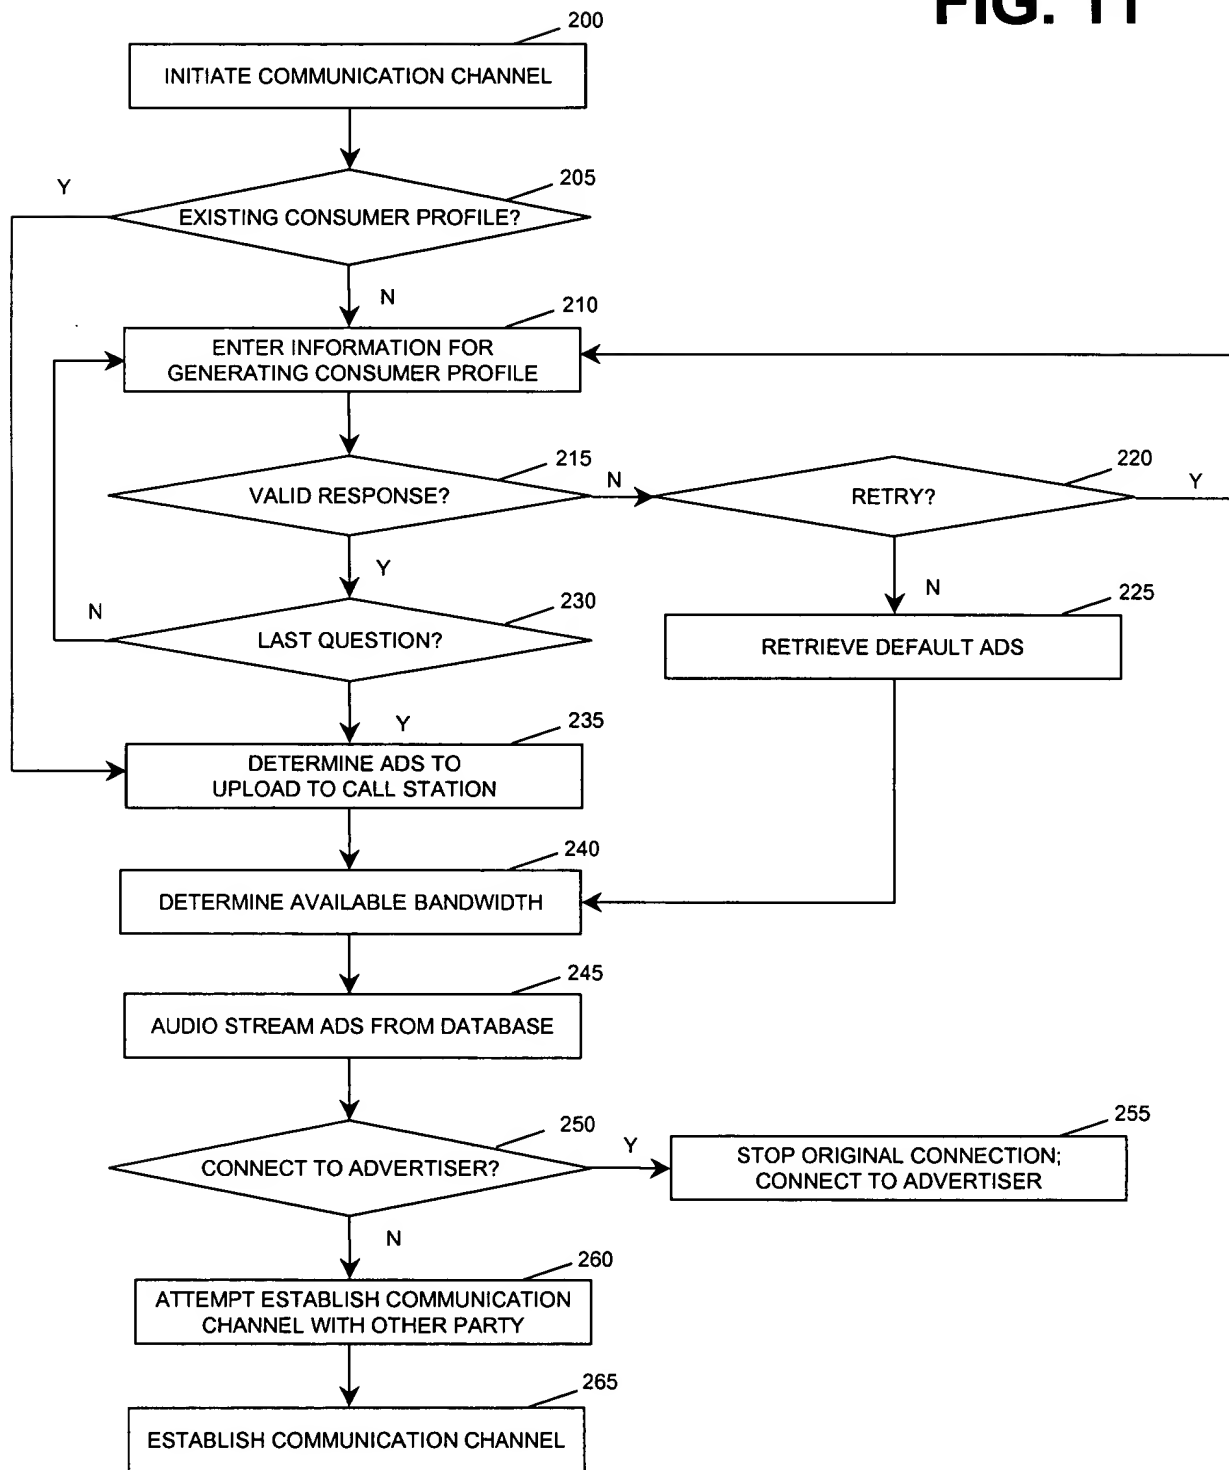 FIG. 11
200
INITIATE COMMUNICATION CHANNEL
Y
205
EXISTING CONSUMER PROFILE?
N
210
ENTER INFORMATION FOR
GENERATING CONSUMER PROFILE
215
VALID RESPONSE?
N
220
RETRY?
Y
Y
N
230
LAST QUESTION?
N
225
RETRIEVE DEFAULT ADS
Y
235
DETERMINE ADS TO
UPLOAD TO CALL STATION
240
DETERMINE AVAILABLE BANDWIDTH
245
AUDIO STREAM ADS FROM DATABASE
250
CONNECT TO ADVERTISER?
Y
255
STOP ORIGINAL CONNECTION;
CONNECT TO ADVERTISER
N
260
ATTEMPT ESTABLISH COMMUNICATION
CHANNEL WITH OTHER PARTY
265
ESTABLISH COMMUNICATION CHANNEL